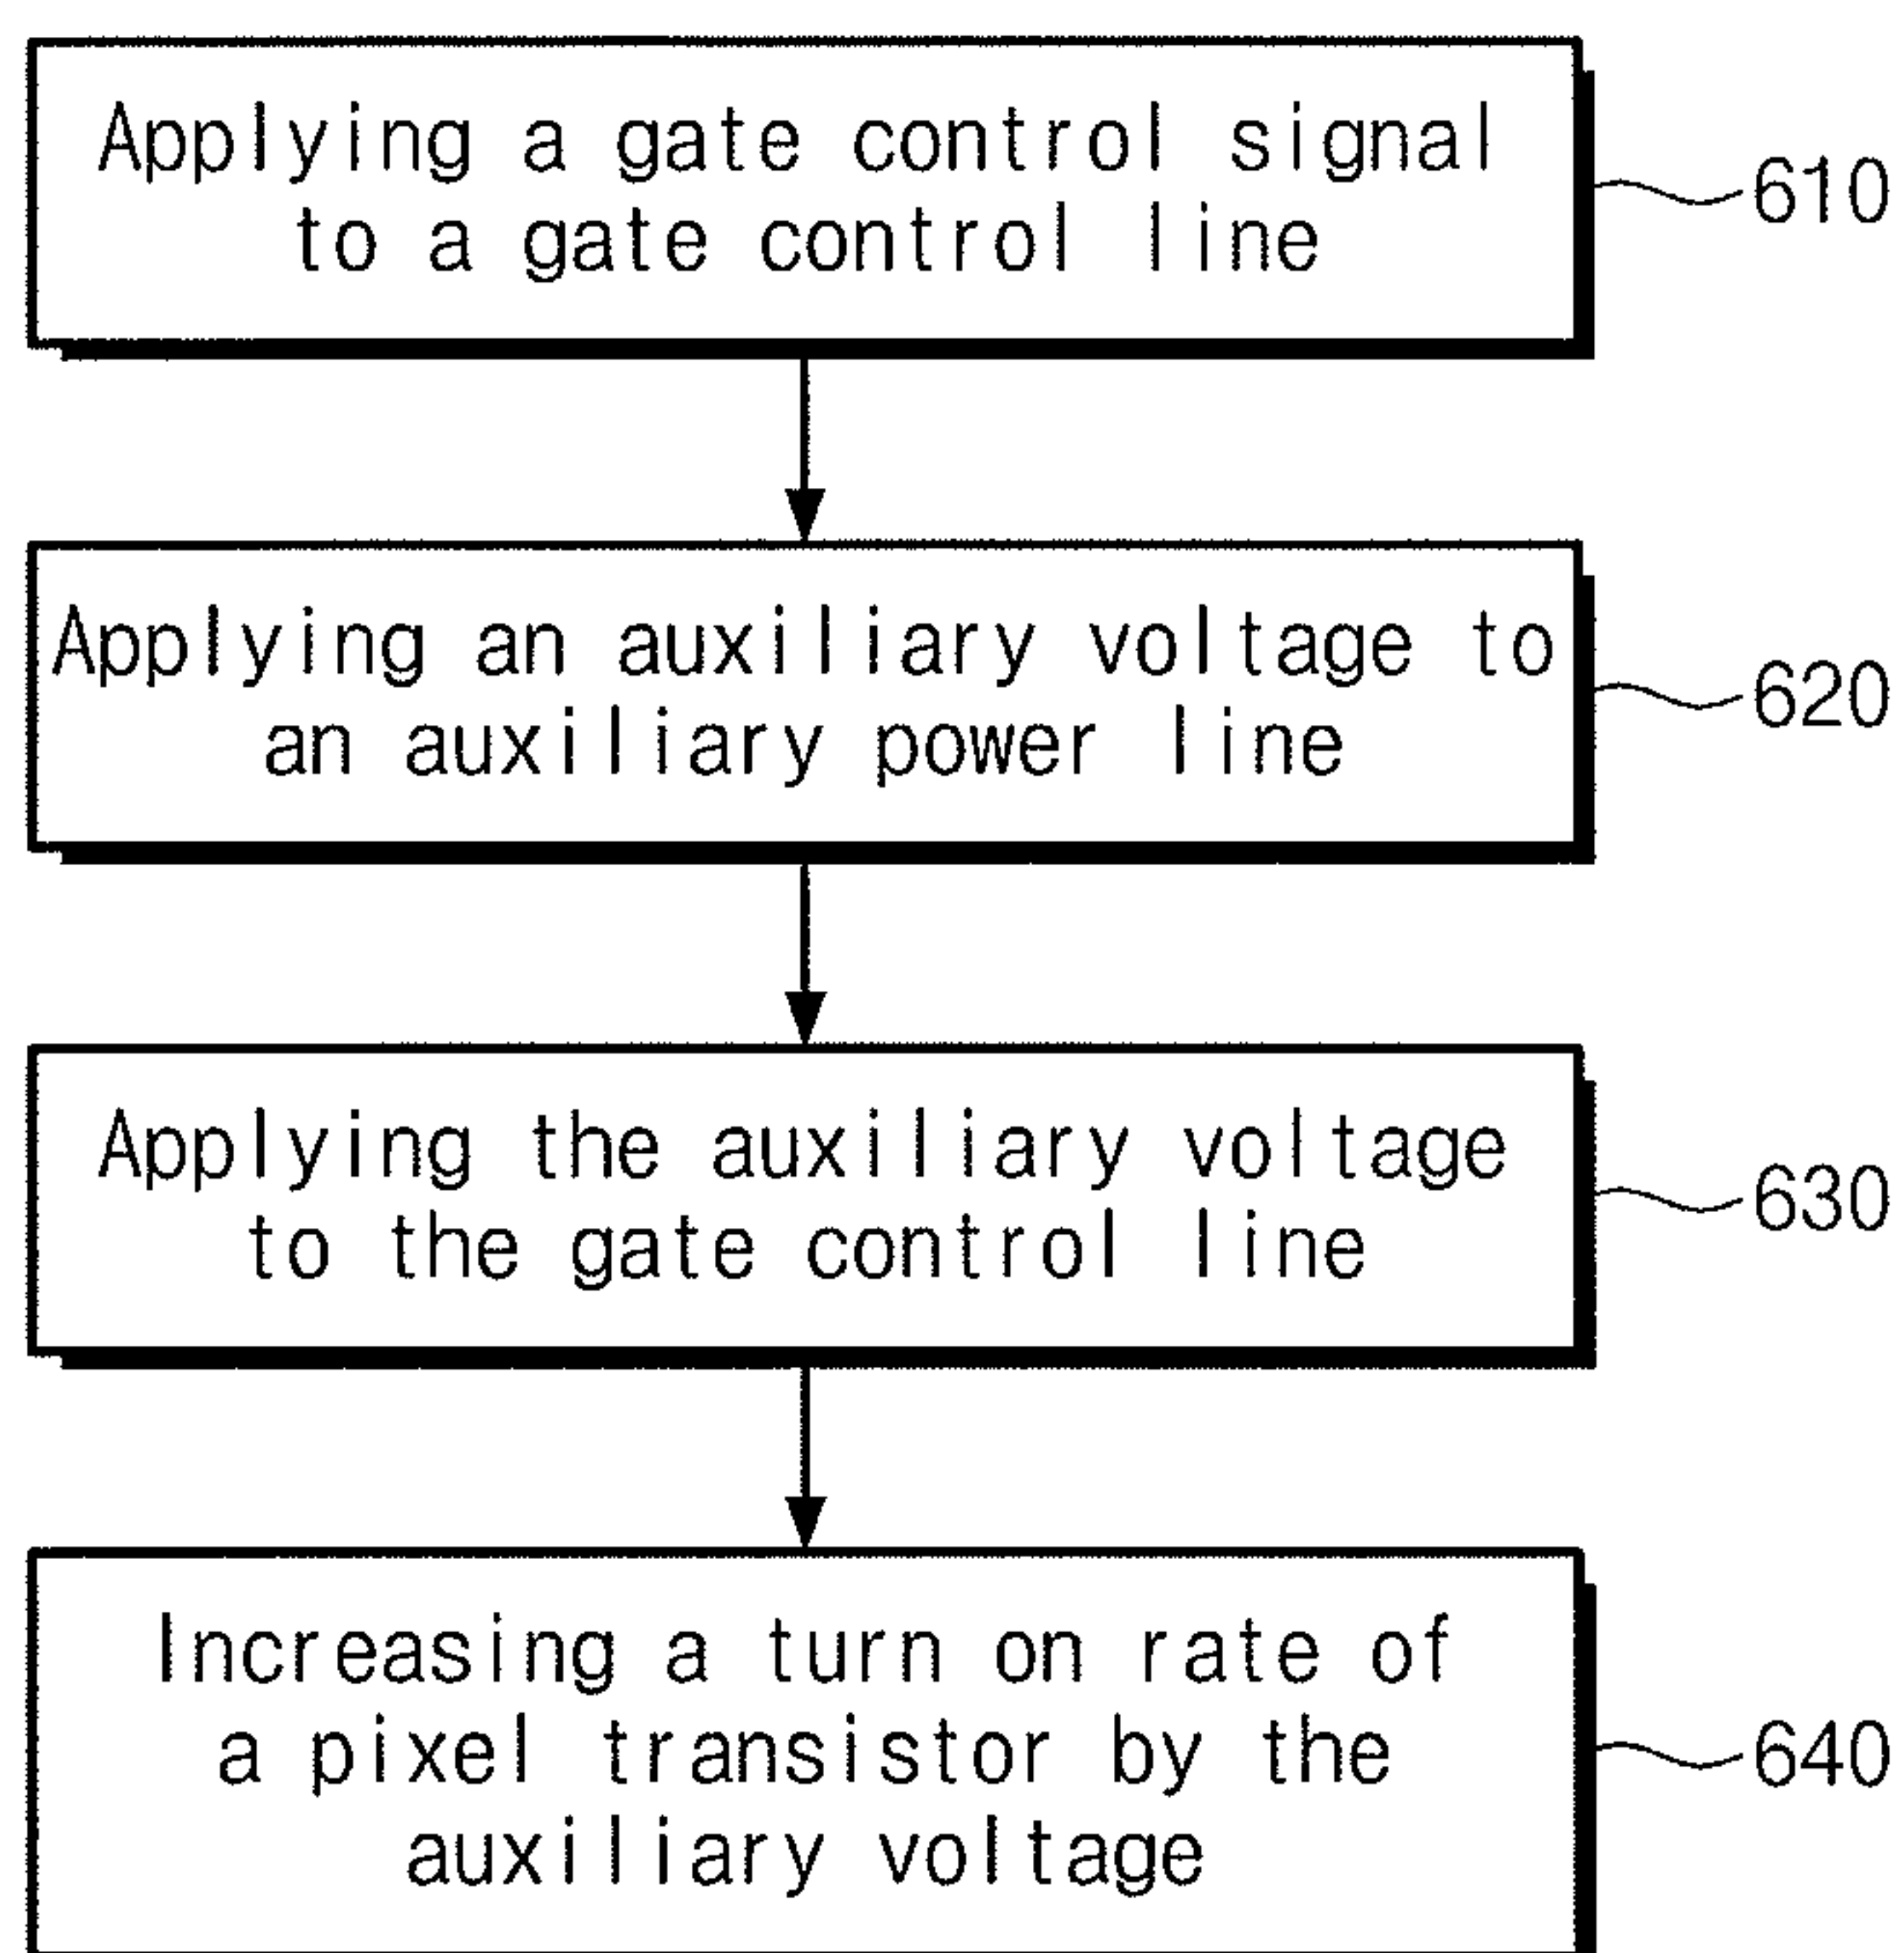 Applying a gate control signal
to a gate control line
610
Applying an auxiliary voltage to
an auxiliary power line
620
Applying the auxiliary voltage
to the gate control line
630
Increasing a turn on rate of
a pixel transistor by the
auxiliary voltage
640